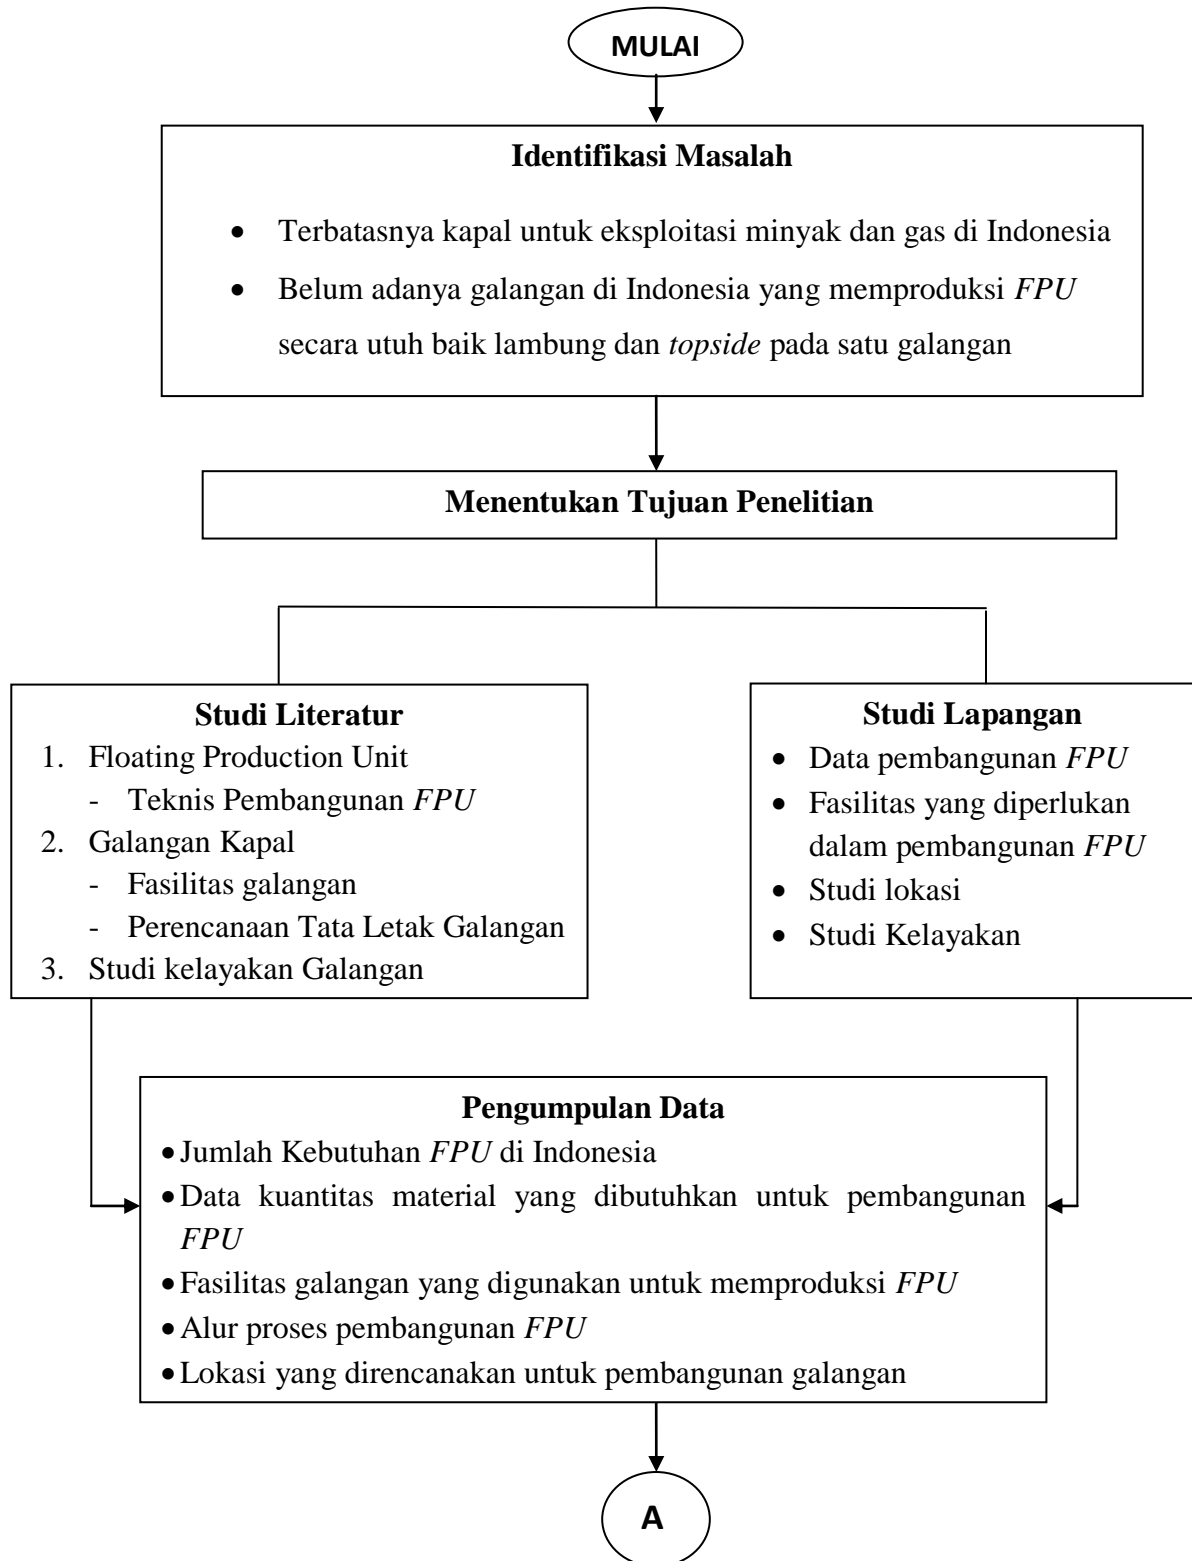 MULAI
Identifikasi Masalah
• Terbatasnya kapal untuk eksploitasi minyak dan gas di Indonesia
• Belum adanya galangan di Indonesia yang memproduksi FPU
secara utuh baik lambung dan topside pada satu galangan
Menentukan Tujuan Penelitian
Studi Literatur
1. Floating Production Unit
- Teknis Pembangunan FPU
2. Galangan Kapal
- Fasilitas galangan
- Perencanaan Tata Letak Galangan
3. Studi kelayakan Galangan
Studi Lapangan
• Data pembangunan FPU
• Fasilitas yang diperlukan
dalam pembangunan FPU
• Studi lokasi
• Studi Kelayakan
Pengumpulan Data
• Jumlah Kebutuhan FPU di Indonesia
• Data kuantitas material yang dibutuhkan untuk pembangunan
FPU
• Fasilitas galangan yang digunakan untuk memproduksi FPU
• Alur proses pembangunan FPU
• Lokasi yang direncanakan untuk pembangunan galangan
A